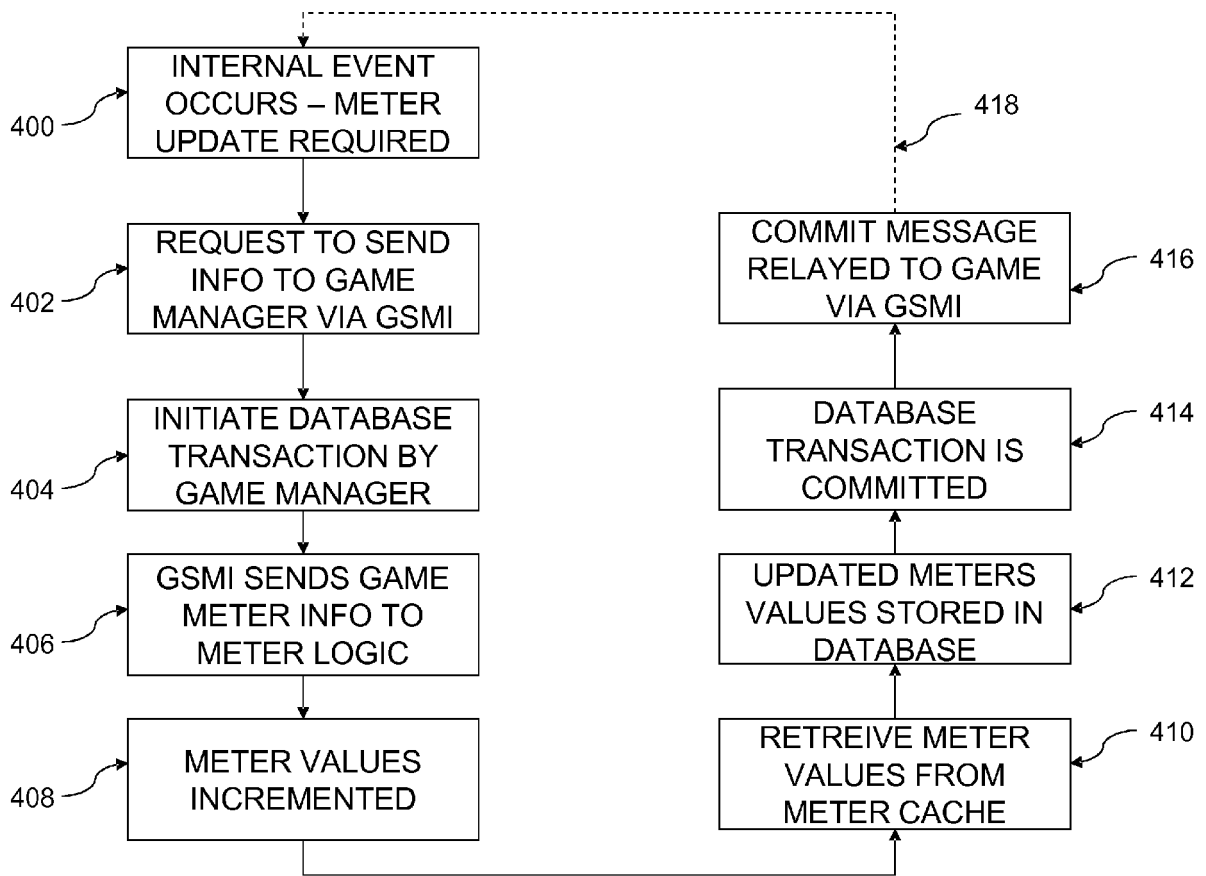 INTERNAL EVENT
OCCURS – METER
UPDATE REQUIRED
400
REQUEST TO SEND
INFO TO GAME
MANAGER VIA GSMI
402
INITIATE DATABASE
TRANSACTION BY
GAME MANAGER
404
GSMI SENDS GAME
METER INFO TO
METER LOGIC
406
METER VALUES
INCREMENTED
408
RETREIVE METER
VALUES FROM
METER CACHE
410
UPDATED METERS
VALUES STORED IN
DATABASE
412
DATABASE
TRANSACTION IS
COMMITTED
414
COMMIT MESSAGE
RELAYED TO GAME
VIA GSMI
416
418